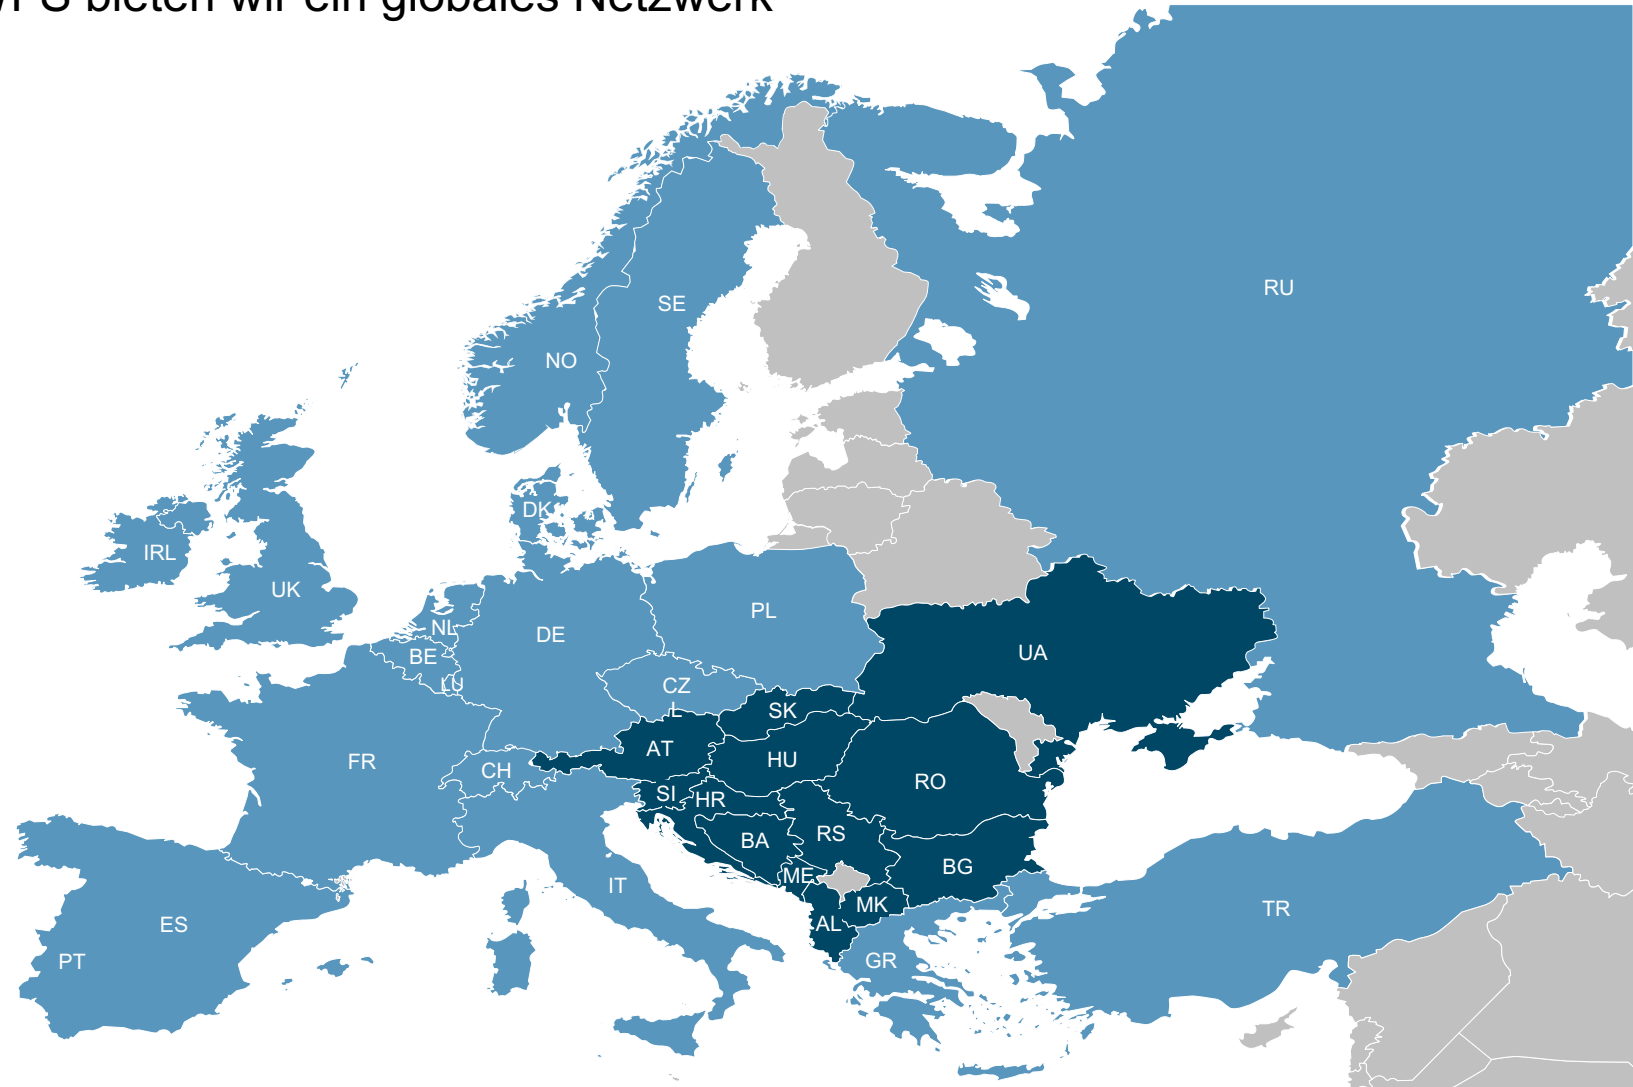 bieten wir ein globales Netzwerk
RU
SE
NO
DK
IRL
UK
PL
NL
DE
BE
UA
LU
CZ
L
SK
AT
FR
HU
CH
RO
SI
HR
RS
BA
BG
ME
IT
MK
TR
AL
ES
GR
PT